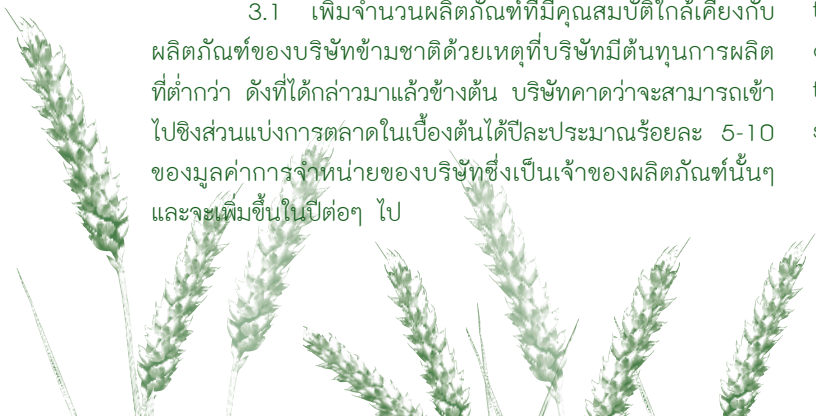 3.1 เพิ่มจำนวนผลิตภัณฑ์ที่มีคุณสมบัติใกล้เคียงกับ
ผลิตภัณฑ์ของบริษัทข้ามชาติด้วยเหตุที่บริษัทมีต้นทุนการผลิต
ที่ต่ำกว่า ดังที่ได้กล่าวมาแล้วข้างต้น บริษัทคาดว่าจะสามารถเข้า
ไปชิงส่วนแบ่งการตลาดในเบื้องต้นได้ปีละประมาณร้อยละ 5-10
ของมูลค่าการจำหน่ายของบริษัทซึ่งเป็นเจ้าของผลิตภัณฑ์นั้นๆ
และจะเพิ่มขึ้นในปีต่อๆ ไป